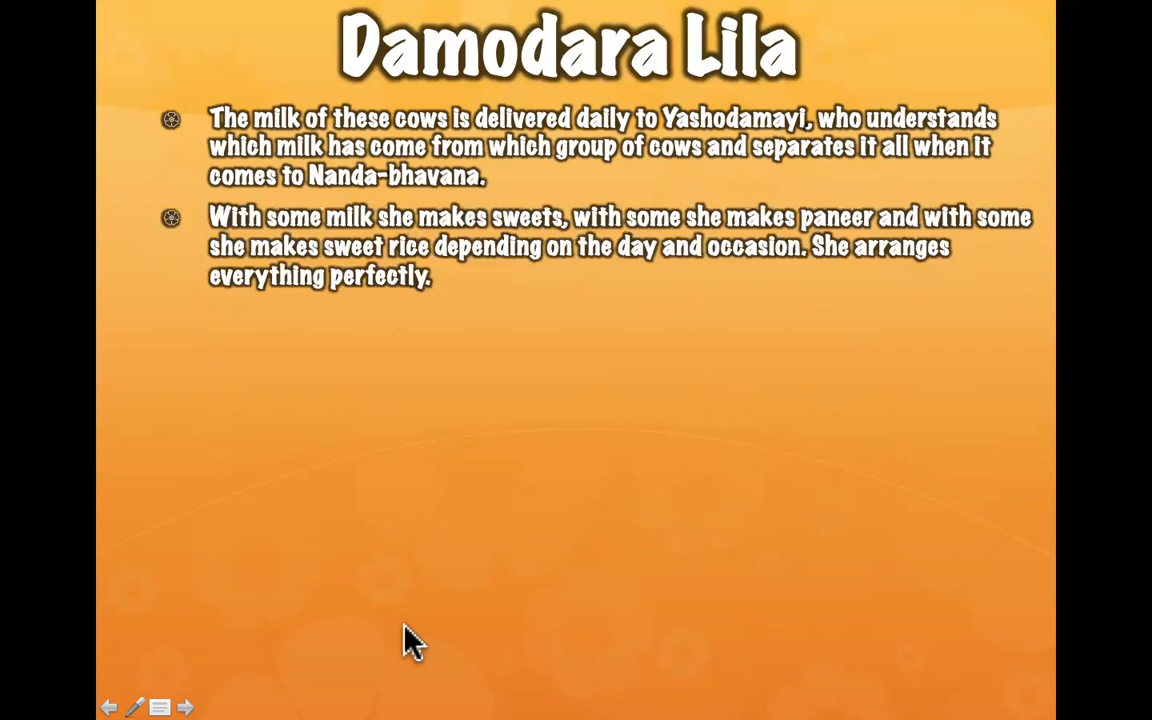 Damodara Lila
The milk of these cows is delivered daily to Yashodamayi, who understands
which milk has come from which group of cows and separates it all when it
comes to Nanda-bhavana.
With some milk she makes sweets, with some she makes paneer and with some
she makes sweet rice depending on the day and occasion. She arranges
everything perfectly.